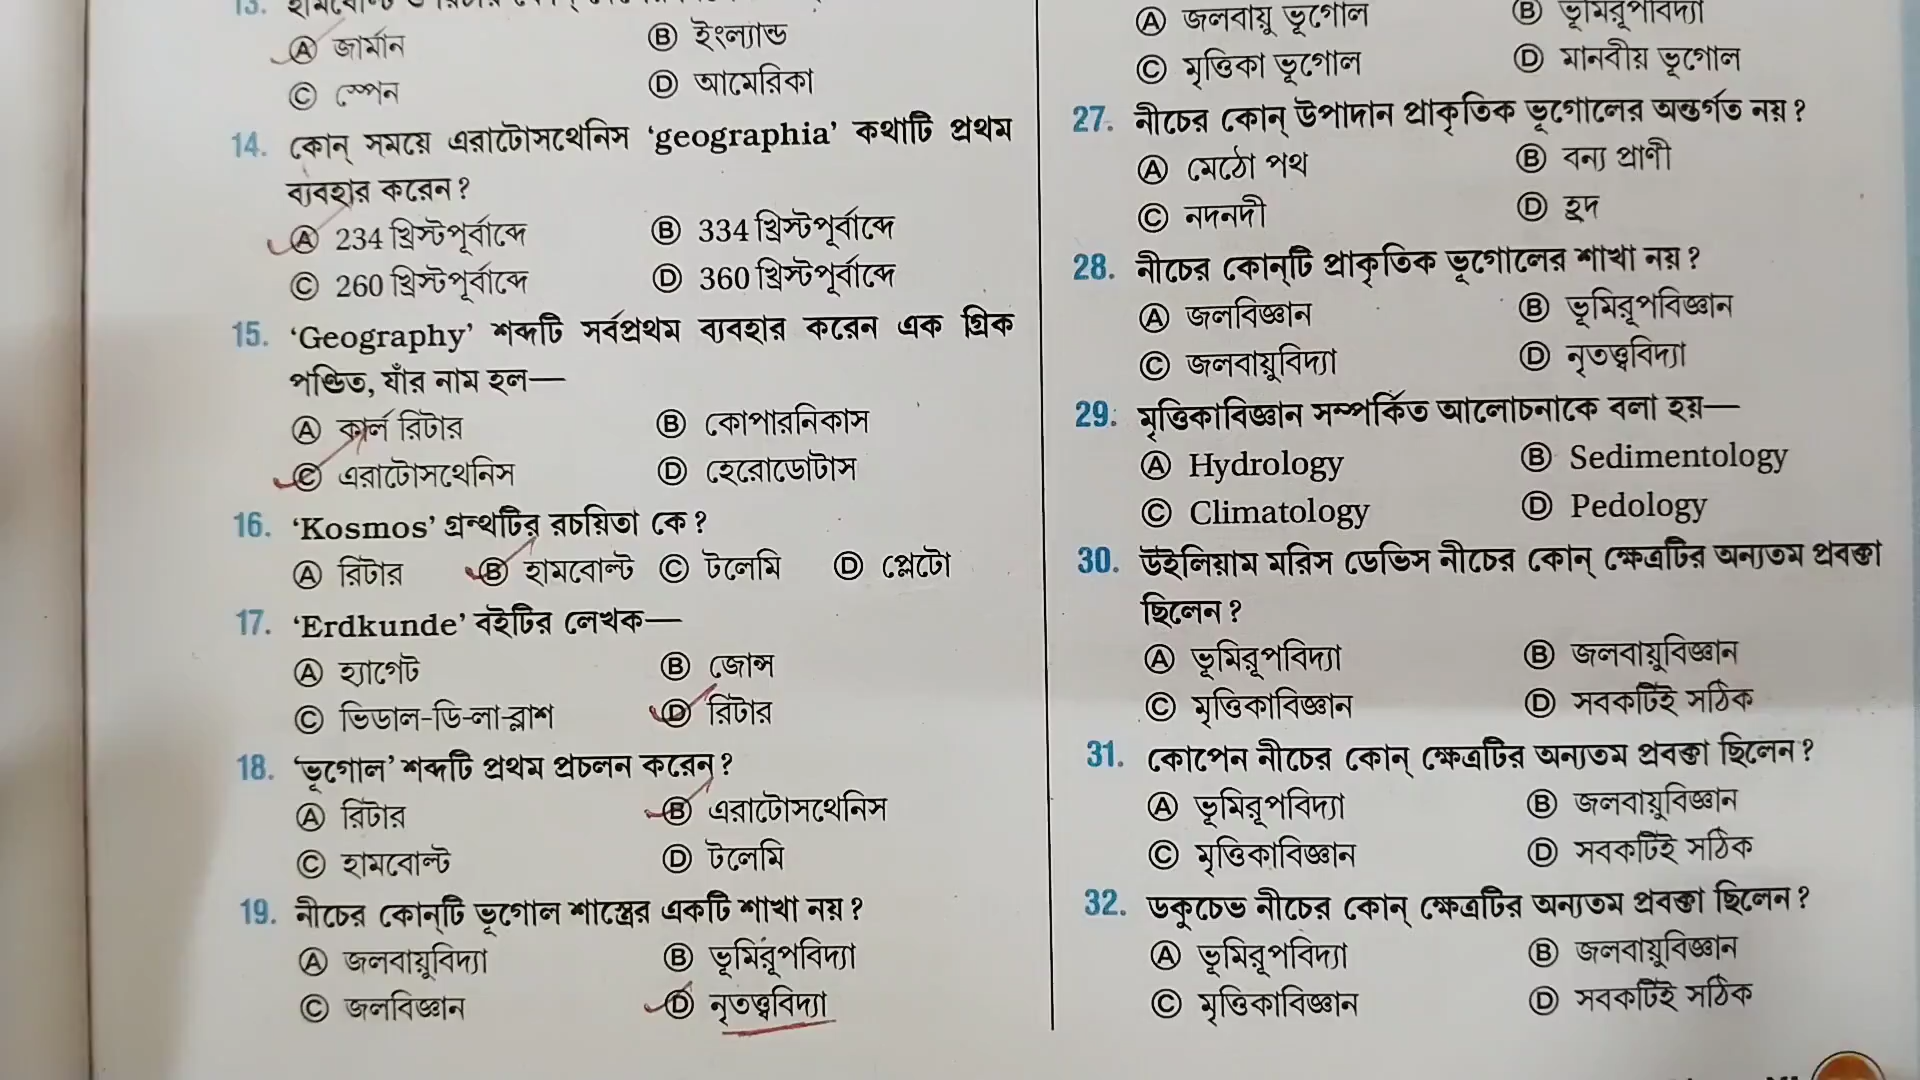 13.
Ⓐ জার্মান Ⓑ ইংল্যান্ড
Ⓒ স্পেন Ⓓ আমেরিকা
14. কোন্ সময়ে এরাটোসথেনিস ‘geographia’ কথাটি প্রথম
ব্যবহার করেন?
Ⓐ 234 খ্রিস্টপূর্বাব্দে Ⓑ 334 খ্রিস্টপূর্বাব্দে
Ⓒ 260 খ্রিস্টপূর্বাব্দে Ⓓ 360 খ্রিস্টপূর্বাব্দে
15. ‘Geography’ শব্দটি সর্বপ্রথম ব্যবহার করেন এক গ্রিক
পণ্ডিত, যাঁর নাম হল—
Ⓐ কার্ল রিটার Ⓑ কোপারনিকাস
Ⓒ এরাটোসথেনিস Ⓓ হেরোডোটাস
16. ‘Kosmos’ গ্রন্থটির রচয়িতা কে?
Ⓐ রিটার Ⓑ হামবোল্ট Ⓒ টলেমি Ⓓ প্লেটো
17. ‘Erdkunde’ বইটির লেখক—
Ⓐ হ্যাগেট Ⓑ জোন্স
Ⓒ ভিডাল-ডি-লা-ব্লাশ Ⓓ রিটার
18. ‘ভূগোল’ শব্দটি প্রথম প্রচলন করেন?
Ⓐ রিটার Ⓑ এরাটোসথেনিস
Ⓒ হামবোল্ট Ⓓ টলেমি
19. নীচের কোন্‌টি ভূগোল শাস্ত্রের একটি শাখা নয়?
Ⓐ জলবায়ুবিদ্যা Ⓑ ভূমিরূপবিদ্যা
Ⓒ জলবিজ্ঞান Ⓓ নৃতত্ত্ববিদ্যা
Ⓐ জলবায়ু ভূগোল Ⓑ ভূমিরূপবিদ্যা
Ⓒ মৃত্তিকা ভূগোল Ⓓ মানবীয় ভূগোল
27. নীচের কোন্ উপাদান প্রাকৃতিক ভূগোলের অন্তর্গত নয়?
Ⓐ মেঠো পথ Ⓑ বন্য প্রাণী
Ⓒ নদনদী Ⓓ হ্রদ
28. নীচের কোন্‌টি প্রাকৃতিক ভূগোলের শাখা নয়?
Ⓐ জলবিজ্ঞান Ⓑ ভূমিরূপবিজ্ঞান
Ⓒ জলবায়ুবিদ্যা Ⓓ নৃতত্ত্ববিদ্যা
29. মৃত্তিকাবিজ্ঞান সম্পর্কিত আলোচনাকে বলা হয়—
Ⓐ Hydrology Ⓑ Sedimentology
Ⓒ Climatology Ⓓ Pedology
30. উইলিয়াম মরিস ডেভিস নীচের কোন্ ক্ষেত্রটির অন্যতম প্রবক্তা
ছিলেন?
Ⓐ ভূমিরূপবিদ্যা Ⓑ জলবায়ুবিজ্ঞান
Ⓒ মৃত্তিকাবিজ্ঞান Ⓓ সবকটিই সঠিক
31. কোপেন নীচের কোন্ ক্ষেত্রটির অন্যতম প্রবক্তা ছিলেন?
Ⓐ ভূমিরূপবিদ্যা Ⓑ জলবায়ুবিজ্ঞান
Ⓒ মৃত্তিকাবিজ্ঞান Ⓓ সবকটিই সঠিক
32. ডকুচেভ নীচের কোন্ ক্ষেত্রটির অন্যতম প্রবক্তা ছিলেন?
Ⓐ ভূমিরূপবিদ্যা Ⓑ জলবায়ুবিজ্ঞান
Ⓒ মৃত্তিকাবিজ্ঞান Ⓓ সবকটিই সঠিক